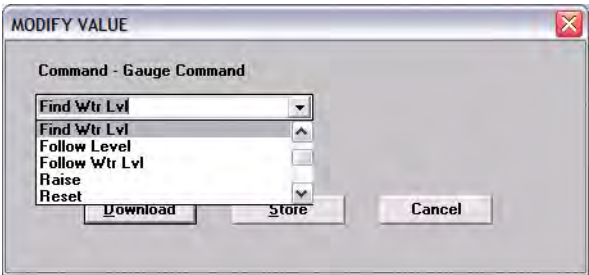 MODIFY VALUE
Command - Gauge Command
Find Wtr Lvl
Find Wtr Lvl
Follow Level
Follow Wtr Lvl
Raise
Reset
Download Store Cancel